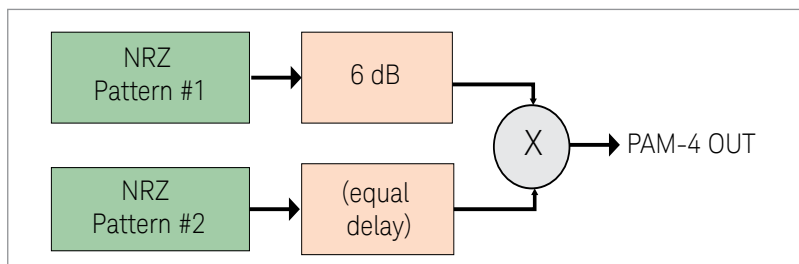 NRZ
Pattern #1
6 dB
X
PAM-4 OUT
NRZ
Pattern #2
(equal
delay)